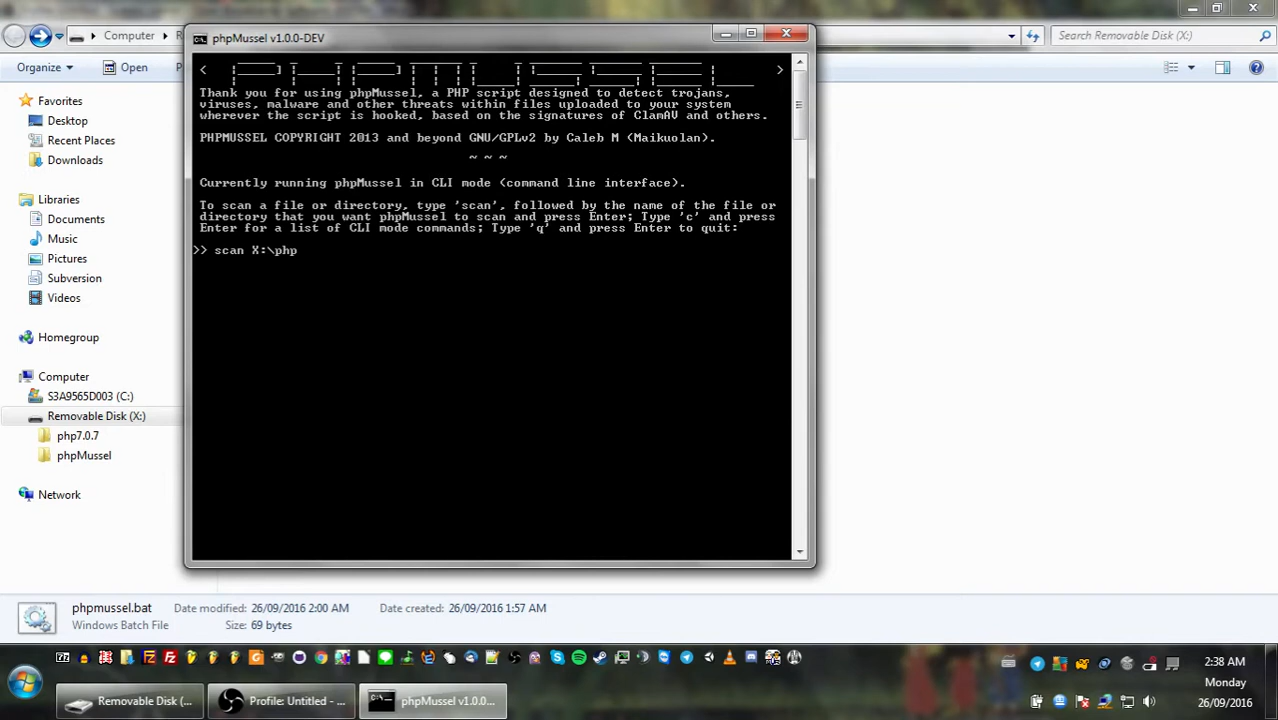 phpMussel v1.0.0-DEV
Computer
Search Removable Disk (X:)
Organize
Open
< PHPMUSSEL >
Thank you for using phpMussel, a PHP script designed to detect trojans,
viruses, malware and other threats within files uploaded to your system
wherever the script is hooked, based on the signatures of ClamAV and others.
PHPMUSSEL COPYRIGHT 2013 and beyond GNU/GPLv2 by Caleb M (Maikuolan).
~ ~ ~
Currently running phpMussel in CLI mode (command line interface).
To scan a file or directory, type 'scan', followed by the name of the file or
directory that you want phpMussel to scan and press Enter; Type 'c' and press
Enter for a list of CLI mode commands; Type 'q' and press Enter to quit:
>> scan X:\php
Favorites
Desktop
Recent Places
Downloads
Libraries
Documents
Music
Pictures
Subversion
Videos
Homegroup
Computer
S3A9565D003 (C:)
Removable Disk (X:)
php7.0.7
phpMussel
Network
phpmussel.bat
Date modified: 26/09/2016 2:00 AM
Date created: 26/09/2016 1:57 AM
Windows Batch File
Size: 69 bytes
2:38 AM
Monday
26/09/2016
Removable Disk (...
Profile: Untitled - ...
phpMussel v1.0.0...